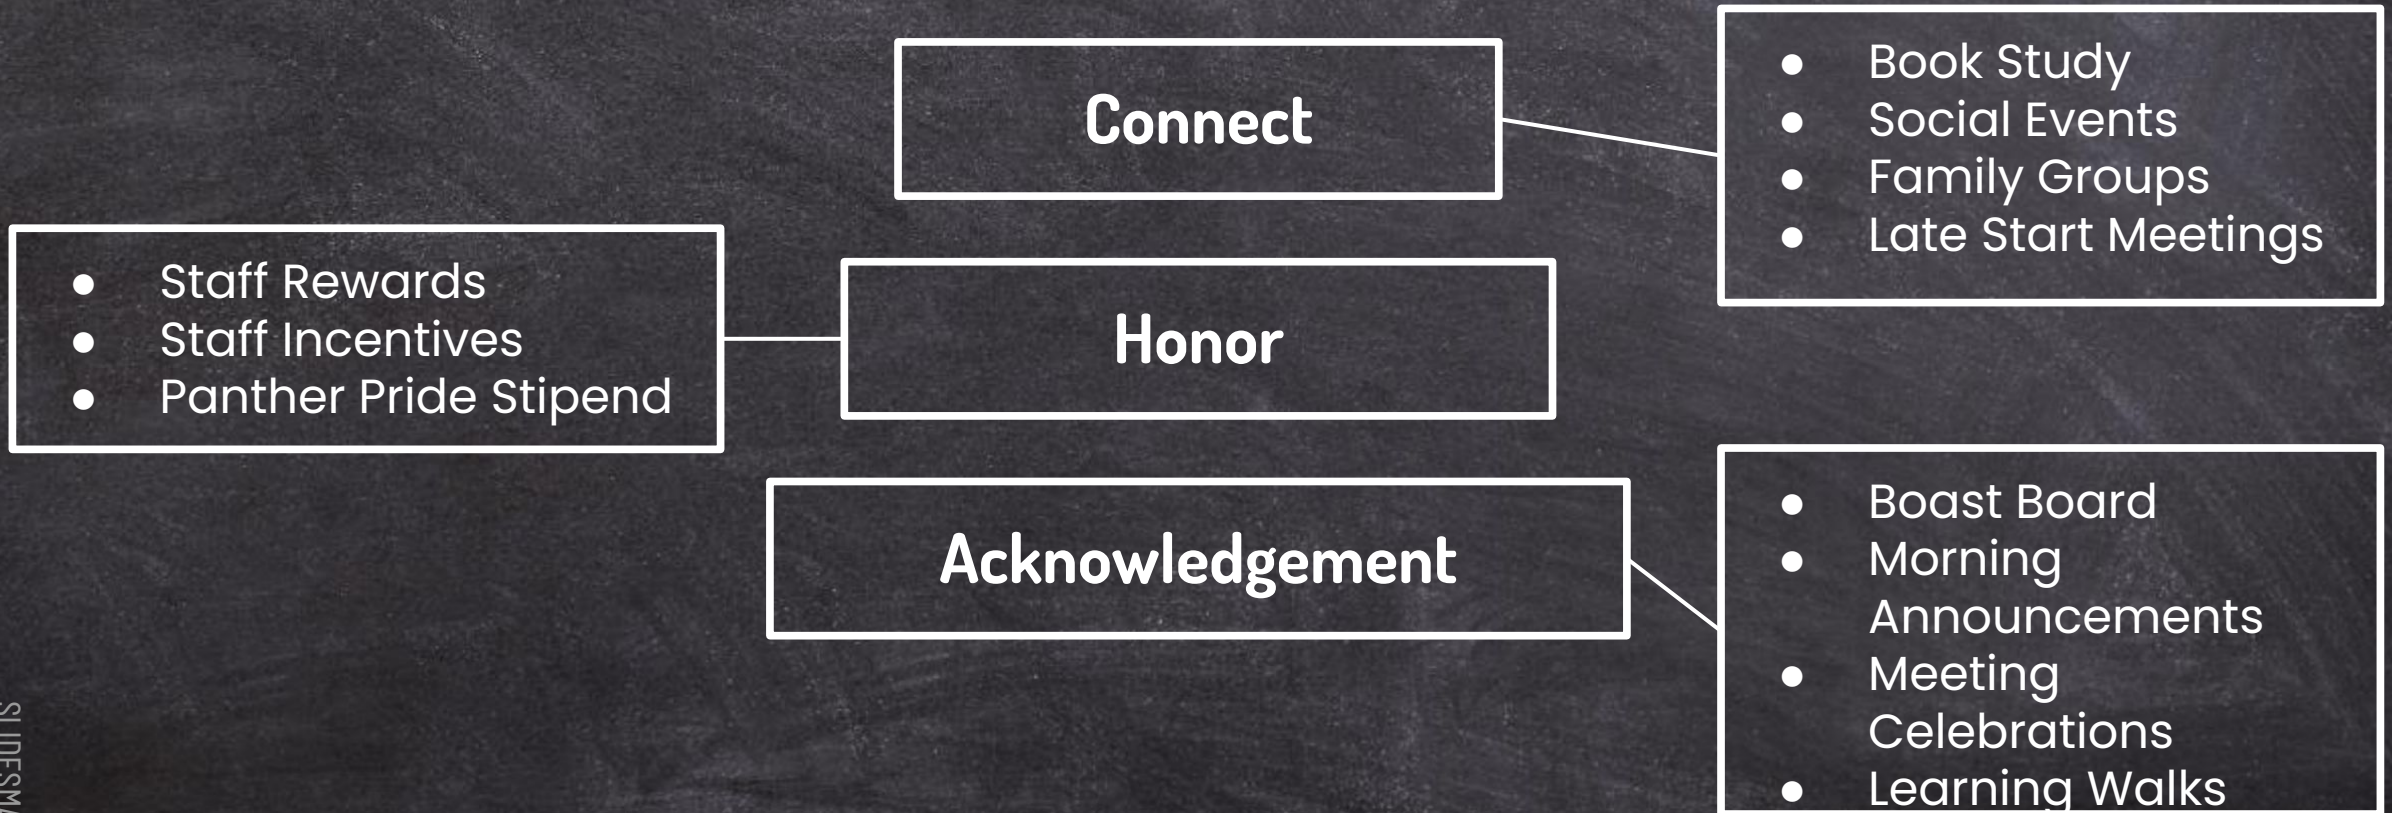 Connect
● Book Study
● Social Events
● Family Groups
● Late Start Meetings
● Staff Rewards
● Staff Incentives
● Panther Pride Stipend
Honor
Acknowledgement
● Boast Board
● Morning
Announcements
● Meeting
Celebrations
● Learning Walks